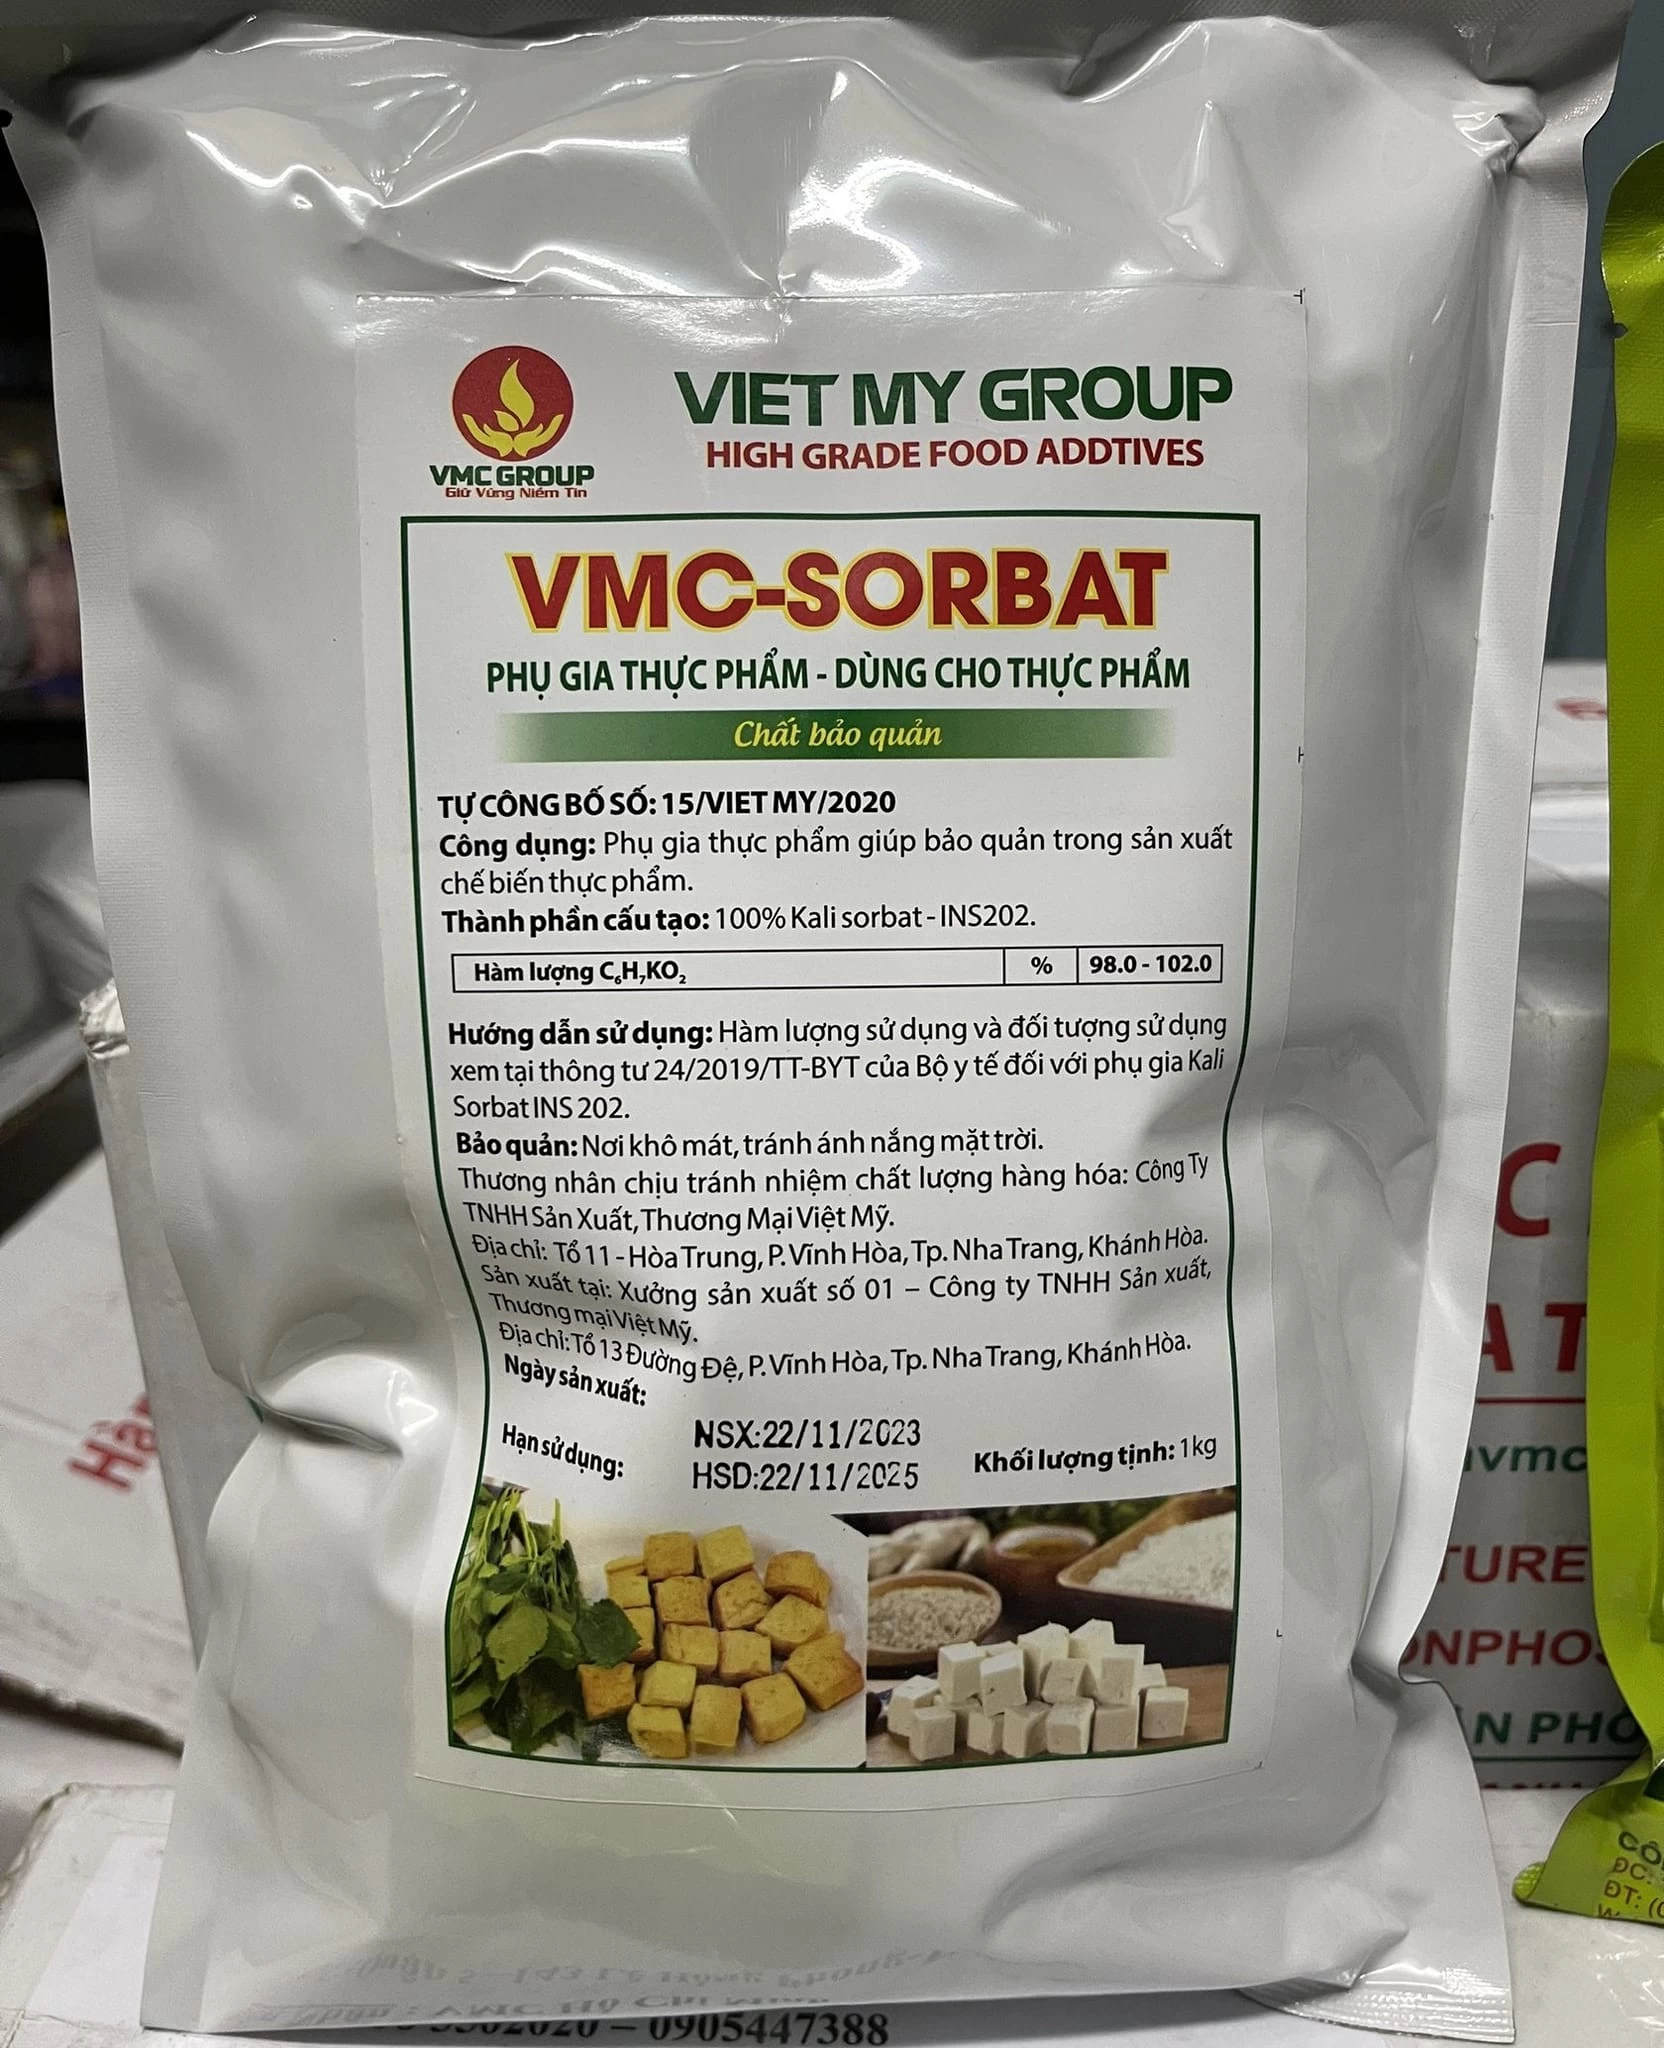 VMC GROUP
Giữ Vững Niềm Tin
VIET MY GROUP
HIGH GRADE FOOD ADDTIVES
VMC-SORBAT
PHỤ GIA THỰC PHẨM - DÙNG CHO THỰC PHẨM
Chất bảo quản
TỰ CÔNG BỐ SỐ: 15/VIET MY/2020
Công dụng: Phụ gia thực phẩm giúp bảo quản trong sản xuất
chế biến thực phẩm.
Thành phần cấu tạo: 100% Kali sorbat - INS202.
Hàm lượng C₆H₇KO₂ % 98.0 - 102.0
Hướng dẫn sử dụng: Hàm lượng sử dụng và đối tượng sử dụng
xem tại thông tư 24/2019/TT-BYT của Bộ y tế đối với phụ gia Kali
Sorbat INS 202.
Bảo quản: Nơi khô mát, tránh ánh nắng mặt trời.
Thương nhân chịu tránh nhiệm chất lượng hàng hóa: Công Ty
TNHH Sản Xuất, Thương Mại Việt Mỹ.
Địa chỉ: Tổ 11 - Hòa Trung, P. Vĩnh Hòa, Tp. Nha Trang, Khánh Hòa.
Sản xuất tại: Xưởng sản xuất số 01 – Công ty TNHH Sản xuất,
Thương mại Việt Mỹ.
Địa chỉ: Tổ 13 Đường Đệ, P. Vĩnh Hòa, Tp. Nha Trang, Khánh Hòa.
Ngày sản xuất:
NSX:22/11/2023
Hạn sử dụng:
HSD:22/11/2025
Khối lượng tịnh: 1kg
C
AT
vmc
TURE
ONPHO
N PHÔ
CÔ
ĐC:
ĐT: (0
– 0905447388